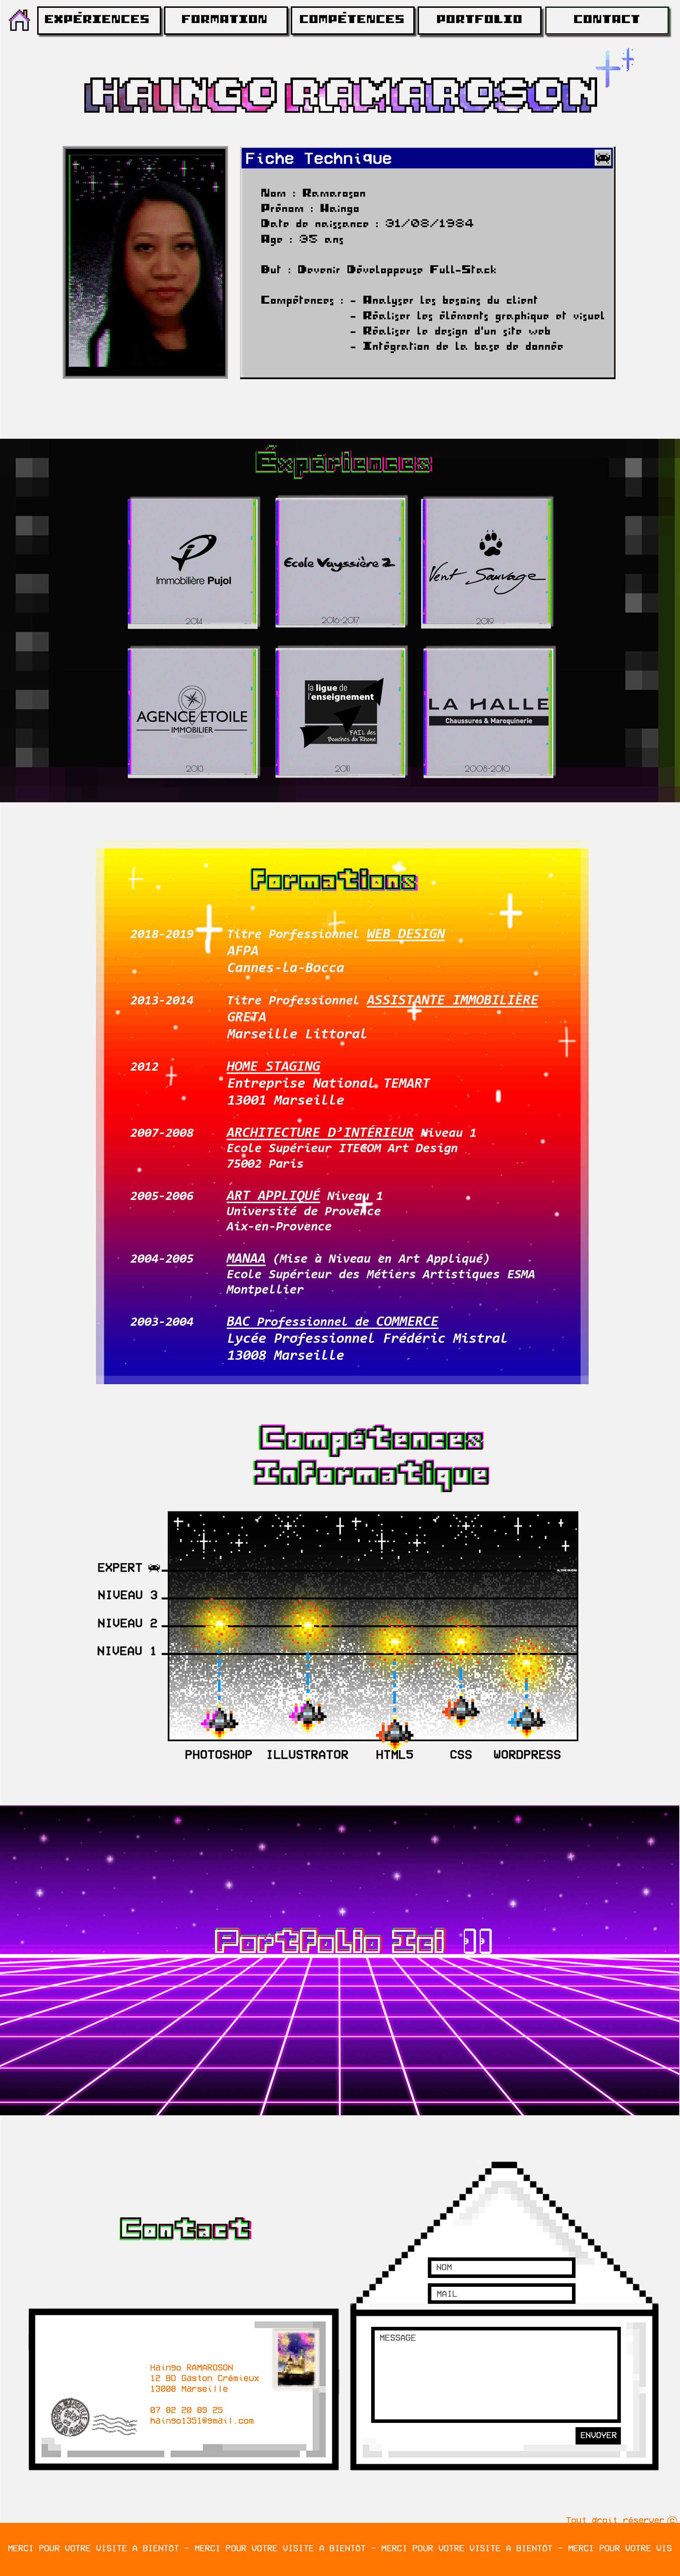 EXPÉRIENCES
FORMATION
COMPÉTENCES
PORTFOLIO
CONTACT
HAINGO RAMAROSON
Fiche Technique
Nom : Ramaroson
Prénom : Haingo
Date de naissance : 31/08/1984
Age : 35 ans
But : Devenir Développeuse Full-Stack
Compétences : - Analyser les besoins du client
- Réaliser les éléments graphique et visuel
- Réaliser le design d'un site web
- Intégration de la base de donnée
Expériences
Immobilière Pujol
2014
Ecole Vayssière 2
2016-2017
Vent Sauvage
2019
AGENCE ETOILE
IMMOBILIER
2013
la ligue de
l'enseignement
FAIL des
Bouches du Rhône
2011
LA HALLE
Chaussures & Maroquinerie
2008-2010
Formations
2018-2019 Titre Porfessionnel WEB DESIGN
AFPA
Cannes-la-Bocca
2013-2014 Titre Professionnel ASSISTANTE IMMOBILIÈRE
GRETA
Marseille Littoral
2012 HOME STAGING
Entreprise National TEMART
13001 Marseille
2007-2008 ARCHITECTURE D'INTÉRIEUR Niveau 1
Ecole Supérieur ITECOM Art Design
75002 Paris
2005-2006 ART APPLIQUÉ Niveau 1
Université de Provence
Aix-en-Provence
2004-2005 MANAA (Mise à Niveau en Art Appliqué)
Ecole Supérieur des Métiers Artistiques ESMA
Montpellier
2003-2004 BAC Professionnel de COMMERCE
Lycée Professionnel Frédéric Mistral
13008 Marseille
Compétences
Informatique
EXPERT
NIVEAU 3
NIVEAU 2
NIVEAU 1
PHOTOSHOP ILLUSTRATOR HTML5 CSS WORDPRESS
Portfolio Ici
Contact
NOM
MAIL
MESSAGE
ENVOYER
Haingo RAMAROSON
12 BD Gaston Crémieux
13008 Marseille
07 82 20 89 25
haingo1351@gmail.com
Tout droit réserver ©
MERCI POUR VOTRE VISITE A BIENTÔT - MERCI POUR VOTRE VISITE A BIENTÔT - MERCI POUR VOTRE VISITE A BIENTÔT - MERCI POUR VOTRE VIS